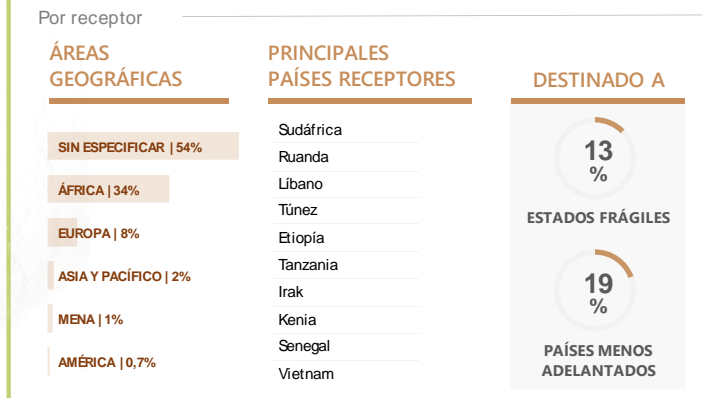 Por receptor
ÁREAS
GEOGRÁFICAS
SIN ESPECIFICAR | 54%
ÁFRICA | 34%
EUROPA | 8%
ASIA Y PACÍFICO | 2%
MENA | 1%
AMÉRICA | 0,7%
PRINCIPALES
PAÍSES RECEPTORES
Sudáfrica
Ruanda
Líbano
Túnez
Etiopía
Tanzania
Irak
Kenia
Senegal
Vietnam
DESTINADO A
13
%
ESTADOS FRÁGILES
19
%
PAÍSES MENOS
ADELANTADOS